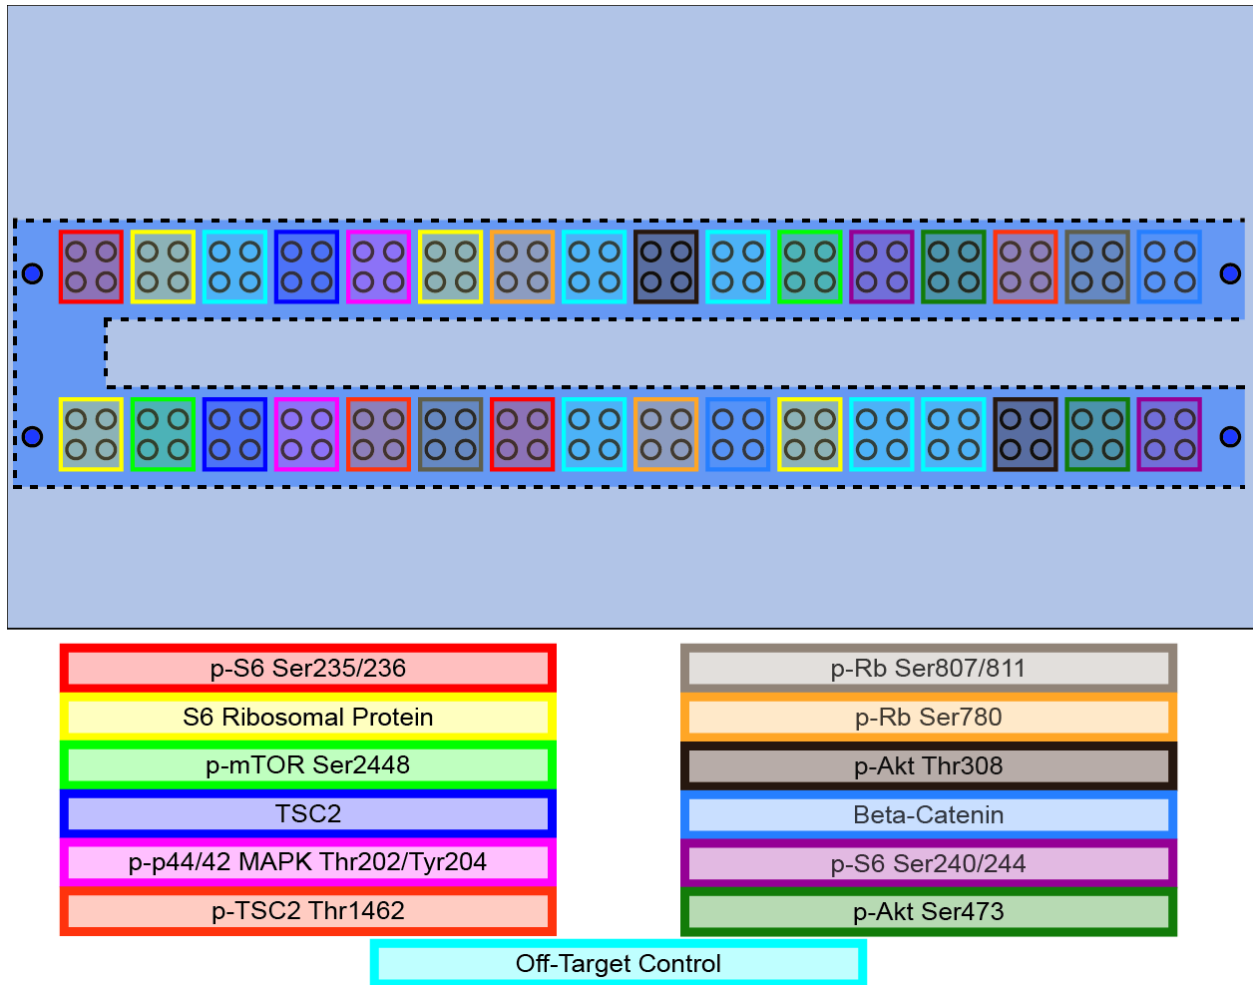 p-S6 Ser235/236
S6 Ribosomal Protein
p-mTOR Ser2448
TSC2
p-p44/42 MAPK Thr202/Tyr204
p-TSC2 Thr1462
p-Rb Ser807/811
p-Rb Ser780
p-Akt Thr308
Beta-Catenin
p-S6 Ser240/244
p-Akt Ser473
Off-Target Control